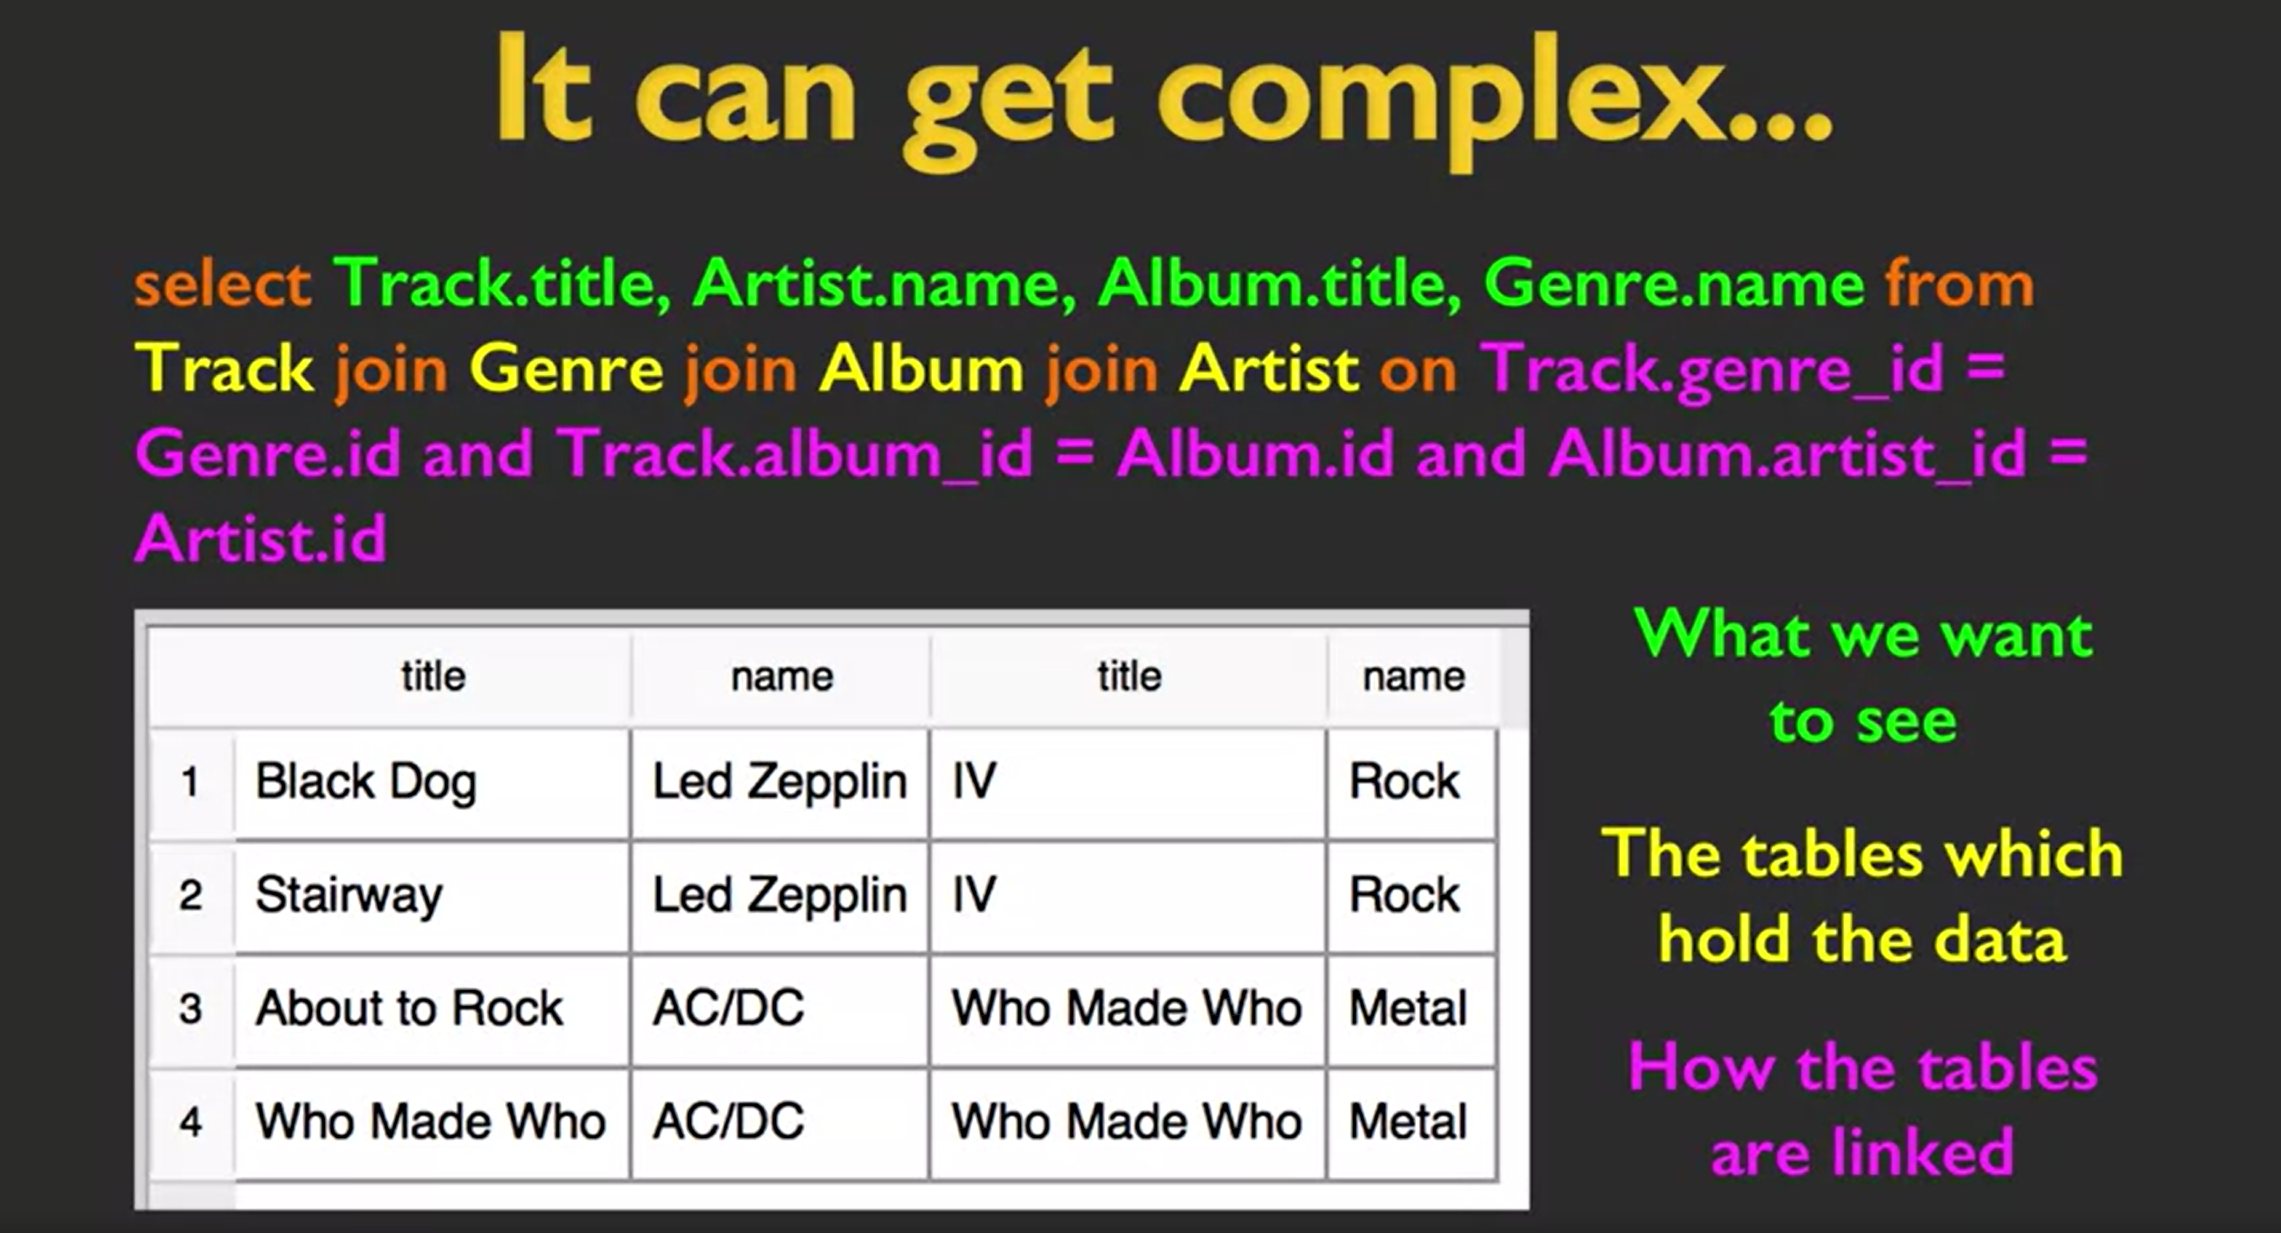 It can get complex...
select Track.title, Artist.name, Album.title, Genre.name from
Track join Genre join Album join Artist on Track.genre_id =
Genre.id and Track.album_id = Album.id and Album.artist_id =
Artist.id
title name title name
1 Black Dog Led Zepplin IV Rock
2 Stairway Led Zepplin IV Rock
3 About to Rock AC/DC Who Made Who Metal
4 Who Made Who AC/DC Who Made Who Metal
What we want
to see
The tables which
hold the data
How the tables
are linked